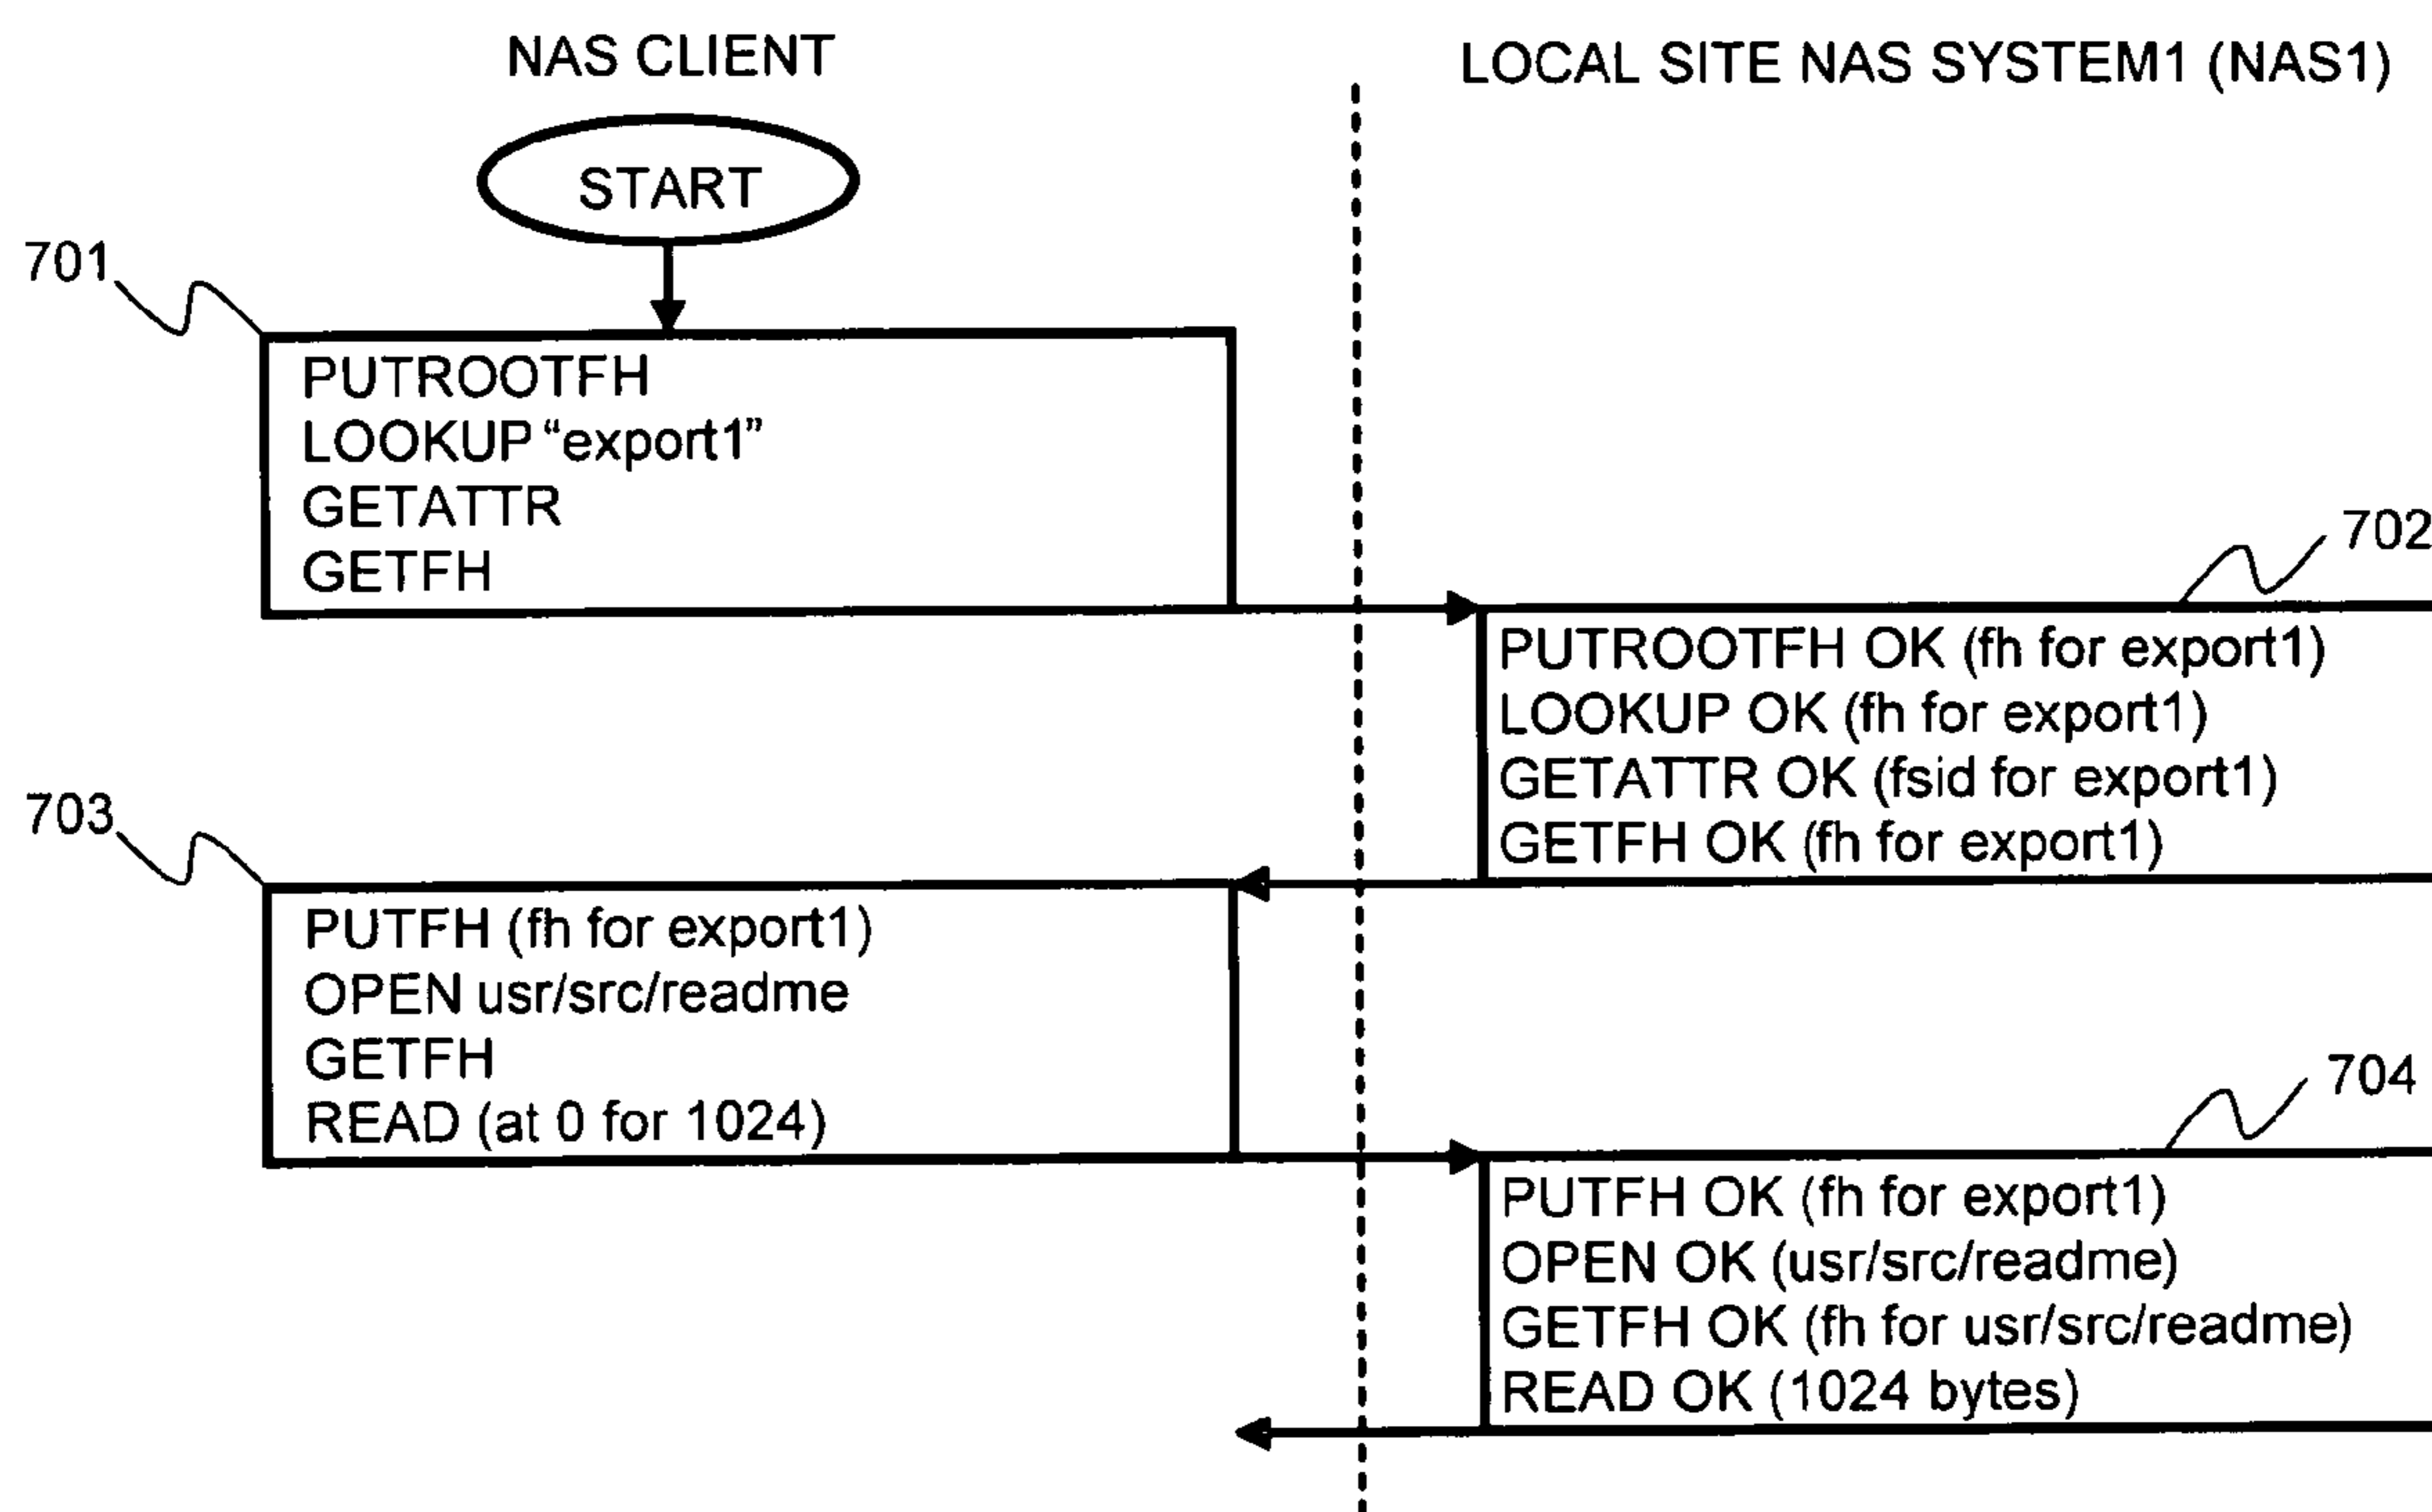 NAS CLIENT
LOCAL SITE NAS SYSTEM1 (NAS1)
START
701
PUTROOTFH
LOOKUP “export1”
GETATTR
GETFH
702
PUTROOTFH OK (fh for export1)
LOOKUP OK (fh for export1)
GETATTR OK (fsid for export1)
GETFH OK (fh for export1)
703
PUTFH (fh for export1)
OPEN usr/src/readme
GETFH
READ (at 0 for 1024)
704
PUTFH OK (fh for export1)
OPEN OK (usr/src/readme)
GETFH OK (fh for usr/src/readme)
READ OK (1024 bytes)